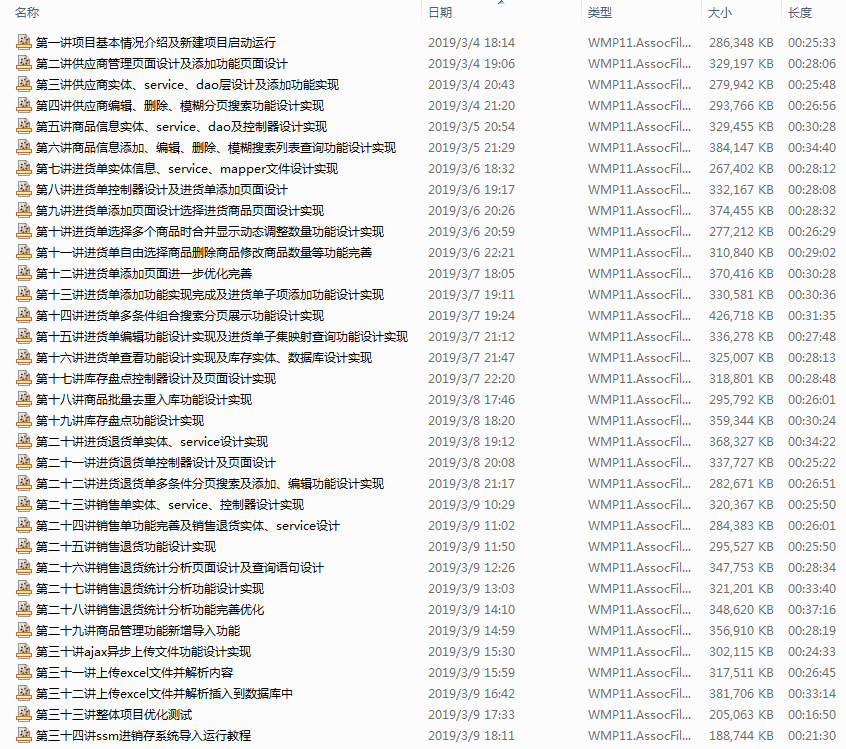 名称 日期 类型 大小 长度
第一讲项目基本情况介绍及新建项目启动运行 2019/3/4 18:14 WMP11.AssocFil... 286,348 KB 00:25:33
第二讲供应商管理页面设计及添加功能页面设计 2019/3/4 19:06 WMP11.AssocFil... 329,197 KB 00:28:06
第三讲供应商实体、service、dao层设计及添加功能实现 2019/3/4 20:43 WMP11.AssocFil... 279,942 KB 00:25:48
第四讲供应商编辑、删除、模糊分页搜索功能设计实现 2019/3/4 21:20 WMP11.AssocFil... 293,766 KB 00:26:56
第五讲商品信息实体、service、dao及控制器设计实现 2019/3/5 20:54 WMP11.AssocFil... 329,455 KB 00:30:28
第六讲商品信息添加、编辑、删除、模糊搜索列表查询功能设计实现 2019/3/5 21:29 WMP11.AssocFil... 384,147 KB 00:34:40
第七讲进货单实体信息、service、mapper文件设计实现 2019/3/6 18:32 WMP11.AssocFil... 267,402 KB 00:28:12
第八讲进货单控制器设计及进货单添加页面设计 2019/3/6 19:17 WMP11.AssocFil... 332,167 KB 00:28:08
第九讲进货单添加页面设计选择进货商品页面设计实现 2019/3/6 20:26 WMP11.AssocFil... 374,455 KB 00:28:32
第十讲进货单选择多个商品时合并显示动态调整数量功能设计实现 2019/3/6 20:59 WMP11.AssocFil... 277,212 KB 00:26:29
第十一讲进货单自由选择商品删除商品修改商品数量等功能完善 2019/3/6 22:21 WMP11.AssocFil... 310,840 KB 00:29:02
第十二讲进货单添加页面进一步优化完善 2019/3/7 18:05 WMP11.AssocFil... 370,416 KB 00:30:28
第十三讲进货单添加功能实现完成及进货单子项添加功能设计实现 2019/3/7 19:11 WMP11.AssocFil... 330,581 KB 00:30:36
第十四讲进货单多条件组合搜索分页展示功能设计实现 2019/3/7 19:24 WMP11.AssocFil... 426,718 KB 00:31:35
第十五讲进货单编辑功能设计实现及进货单子集映射查询功能设计实现 2019/3/7 21:12 WMP11.AssocFil... 336,278 KB 00:27:48
第十六讲进货单查看功能设计实现及库存实体、数据库设计实现 2019/3/7 21:47 WMP11.AssocFil... 325,007 KB 00:28:13
第十七讲库存盘点控制器设计及页面设计实现 2019/3/7 22:20 WMP11.AssocFil... 318,801 KB 00:28:48
第十八讲商品批量去重入库功能设计实现 2019/3/8 17:46 WMP11.AssocFil... 295,792 KB 00:26:01
第十九讲库存盘点功能设计实现 2019/3/8 18:20 WMP11.AssocFil... 359,344 KB 00:30:24
第二十讲进货退货单实体、service设计实现 2019/3/8 19:12 WMP11.AssocFil... 368,327 KB 00:34:22
第二十一讲进货退货单控制器设计及页面设计 2019/3/8 20:08 WMP11.AssocFil... 337,727 KB 00:25:22
第二十二讲进货退货单多条件分页搜索及添加、编辑功能设计实现 2019/3/8 21:17 WMP11.AssocFil... 282,671 KB 00:26:51
第二十三讲销售单实体、service、控制器设计实现 2019/3/9 10:29 WMP11.AssocFil... 320,367 KB 00:25:50
第二十四讲销售单功能完善及销售退货实体、service设计 2019/3/9 11:02 WMP11.AssocFil... 284,383 KB 00:26:01
第二十五讲销售退货功能设计实现 2019/3/9 11:50 WMP11.AssocFil... 295,527 KB 00:25:50
第二十六讲销售退货统计分析页面设计及查询语句设计 2019/3/9 12:26 WMP11.AssocFil... 347,753 KB 00:28:34
第二十七讲销售退货统计分析功能设计实现 2019/3/9 13:03 WMP11.AssocFil... 321,201 KB 00:33:40
第二十八讲销售退货统计分析功能完善优化 2019/3/9 14:10 WMP11.AssocFil... 348,620 KB 00:37:16
第二十九讲商品管理功能新增导入功能 2019/3/9 14:59 WMP11.AssocFil... 356,910 KB 00:28:19
第三十讲ajax异步上传文件功能设计实现 2019/3/9 15:30 WMP11.AssocFil... 302,115 KB 00:24:33
第三十一讲上传excel文件并解析内容 2019/3/9 15:59 WMP11.AssocFil... 317,511 KB 00:26:45
第三十二讲上传excel文件并解析插入到数据库中 2019/3/9 16:42 WMP11.AssocFil... 381,706 KB 00:33:14
第三十三讲整体项目优化测试 2019/3/9 17:33 WMP11.AssocFil... 205,063 KB 00:16:50
第三十四讲ssm进销存系统导入运行教程 2019/3/9 18:11 WMP11.AssocFil... 188,744 KB 00:21:30